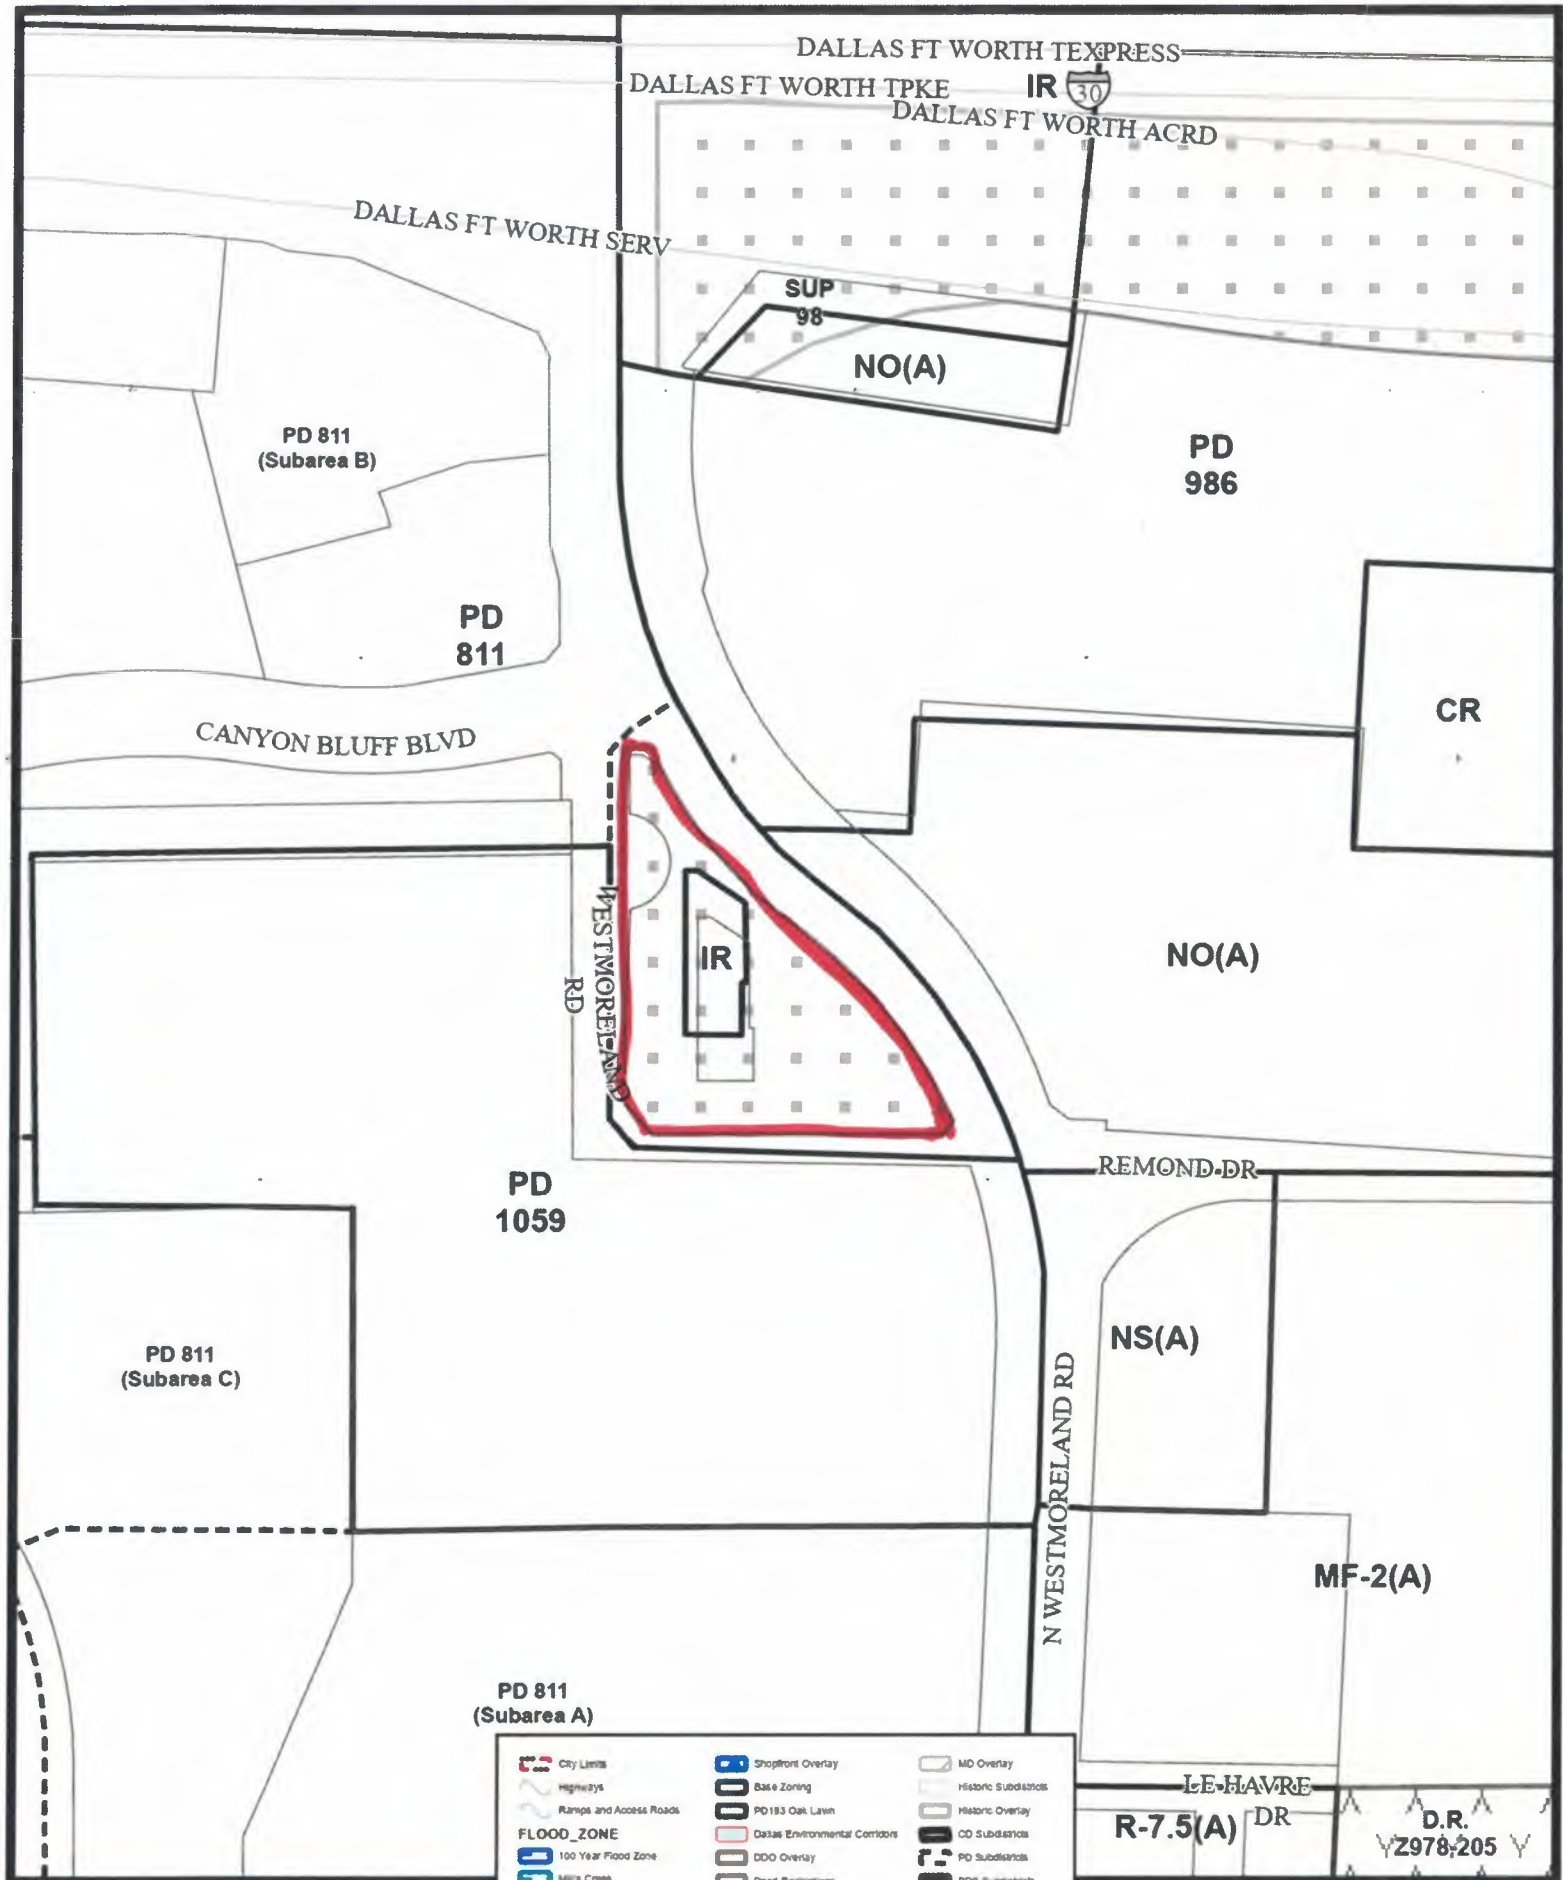 DALLAS FT WORTH TEXPRESS
DALLAS FT WORTH TPKE
IR
30
DALLAS FT WORTH ACRD
DALLAS FT WORTH SERV
SUP
98
NO(A)
PD 811
(Subarea B)
PD
986
PD
811
CR
CANYON BLUFF BLVD
WESTMORELAND
RD
IR
NO(A)
REMOND DR
PD
1059
NS(A)
PD 811
(Subarea C)
N WESTMORELAND RD
MF-2(A)
PD 811
(Subarea A)
LE HAVRE
DR
R-7.5(A)
D.R.
Z978-205
City Limits
Highways
Ramps and Access Roads
FLOOD_ZONE
100 Year Flood Zone
Mills Creek
Shopfront Overlay
Base Zoning
PD193 Oak Lawn
Dallas Environmental Corridors
DDO Overlay
Deed Restrictions
MD Overlay
Historic Subdistricts
Historic Overlay
CD Subdistricts
PD Subdistricts